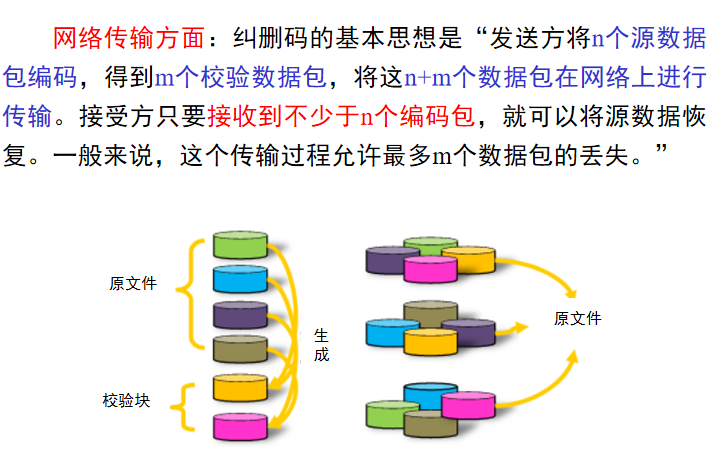 网络传输方面：纠删码的基本思想是“发送方将n个源数据
包编码，得到m个校验数据包，将这n+m个数据包在网络上进行
传输。接受方只要接收到不少于n个编码包，就可以将源数据恢
复。一般来说，这个传输过程允许最多m个数据包的丢失。”
原文件
生
成
校验块
原文件